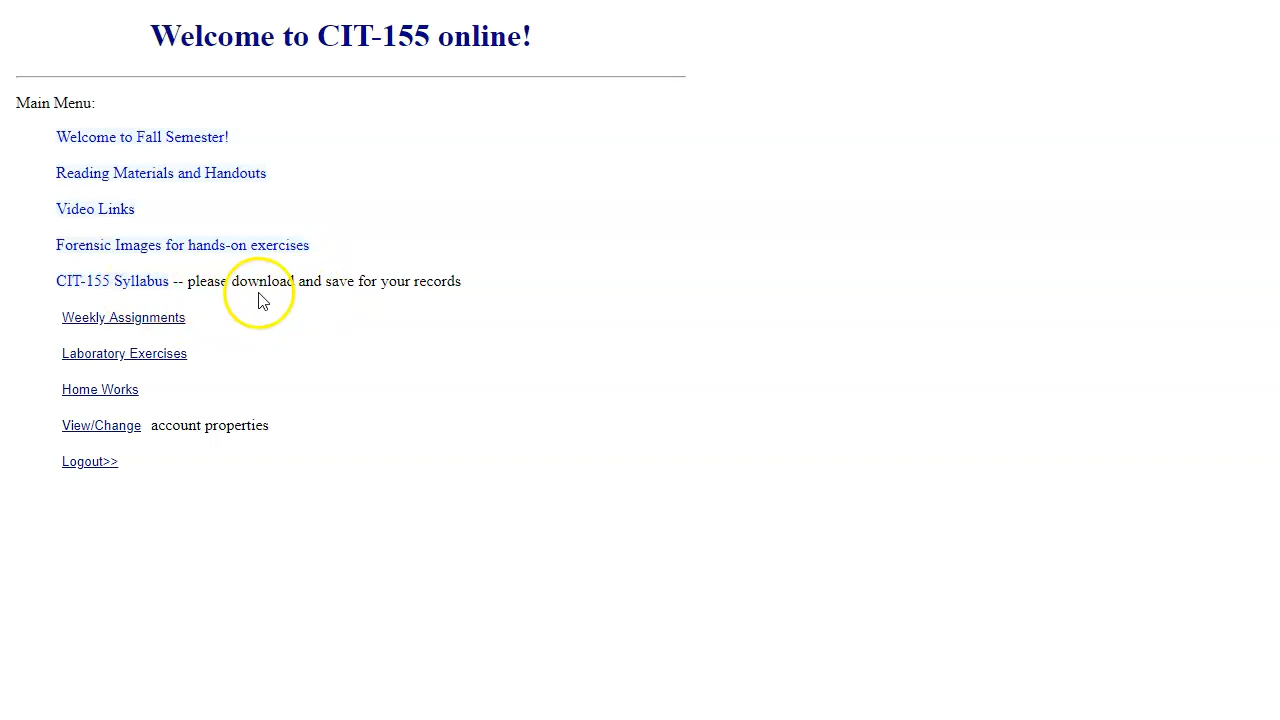 Welcome to CIT-155 online!
Main Menu:
Welcome to Fall Semester!
Reading Materials and Handouts
Video Links
Forensic Images for hands-on exercises
CIT-155 Syllabus -- please download and save for your records
Weekly Assignments
Laboratory Exercises
Home Works
View/Change account properties
Logout>>